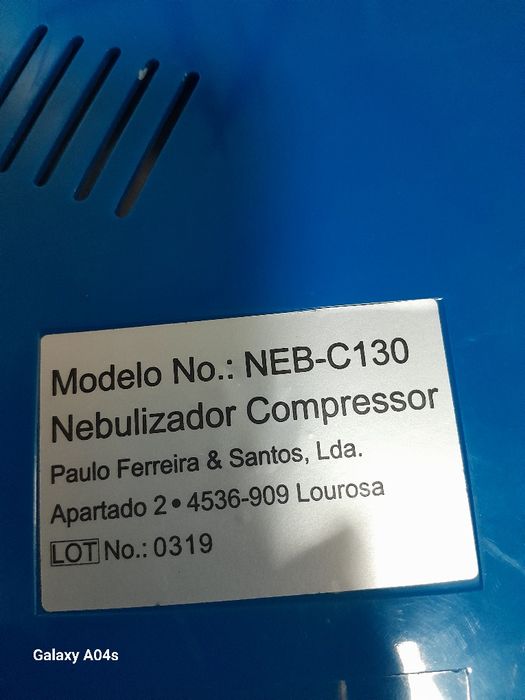 Modelo No.: NEB-C130
Nebulizador Compressor
Paulo Ferreira & Santos, Lda.
Apartado 2 • 4536-909 Lourosa
LOT No.: 0319
Galaxy A04s